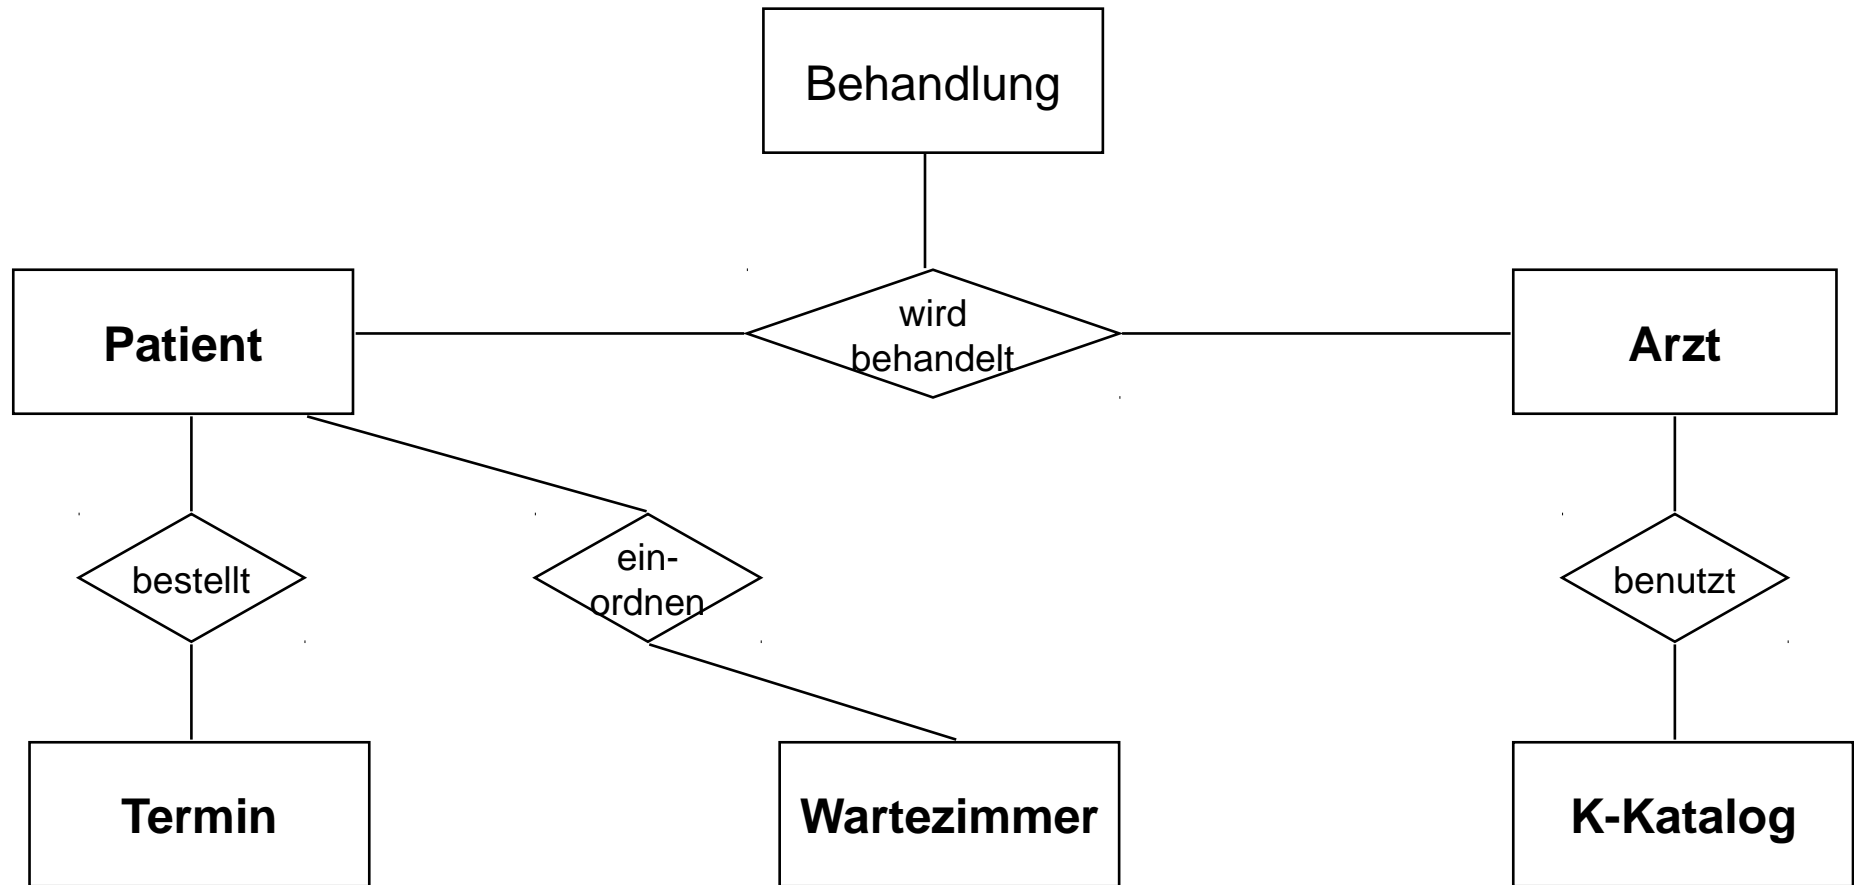 Behandlung
Patient
wird
behandelt
Arzt
bestellt
ein-
ordnen
benutzt
Termin
Wartezimmer
K-Katalog